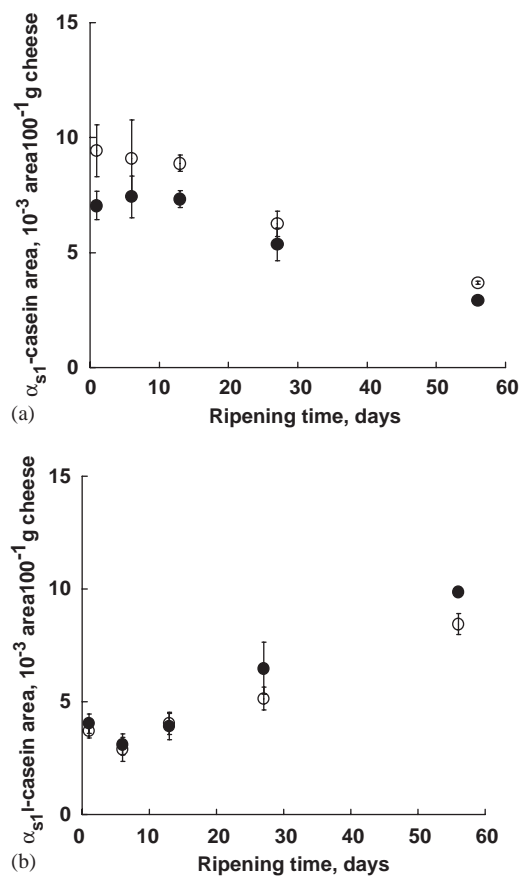 15
10
5
0
αs1-casein area, 10⁻³ area100⁻¹g cheese
0 10 20 30 40 50 60
Ripening time, days
(a)
15
10
5
0
αs1I-casein area, 10⁻³ area100⁻¹g cheese
0 10 20 30 40 50 60
Ripening time, days
(b)